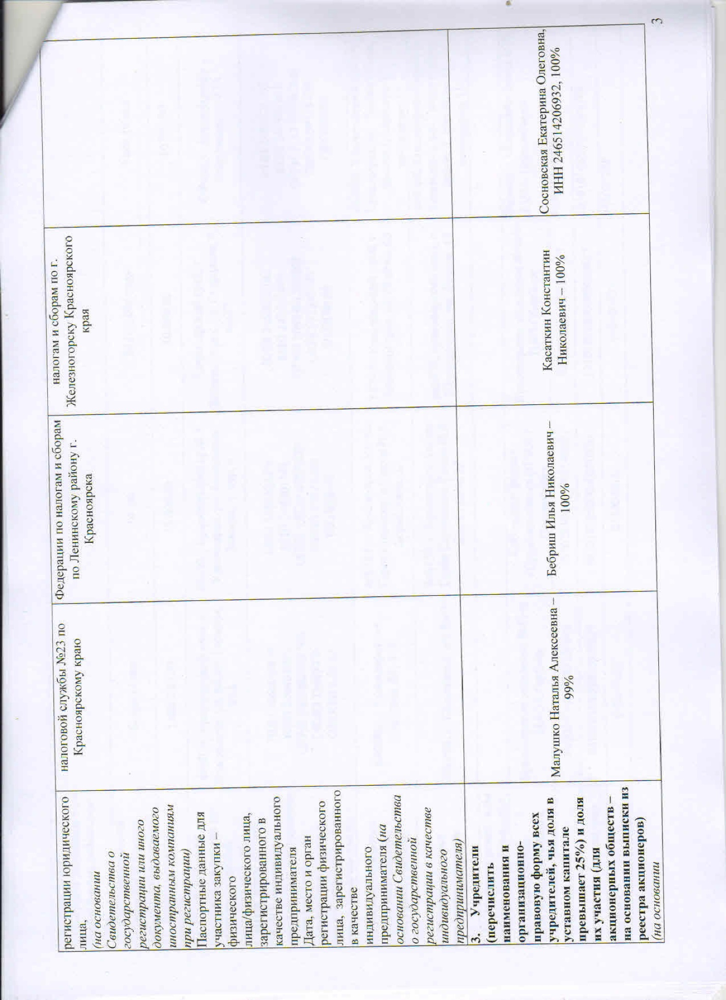 3
регистрации юридического
лица,
(на основании
Свидетельства о
государственной
регистрации или иного
документа, выдаваемого
иностранным компаниям
при регистрации)
Паспортные данные для
участника закупки –
физического
лица/физического лица,
зарегистрированного в
качестве индивидуального
предпринимателя
Дата, место и орган
регистрации физического
лица, зарегистрированного
в качестве
индивидуального
предпринимателя (на
основании Свидетельства
о государственной
регистрации в качестве
индивидуального
предпринимателя)
налоговой службы №23 по
Красноярскому краю
Федерации по налогам и сборам
по Ленинскому району г.
Красноярска
налогам и сборам по г.
Железногорску Красноярского
края
3. Учредители
(перечислить
наименования и
организационно-
правовую форму всех
учредителей, чья доля в
уставном капитале
превышает 25%) и доля
их участия (для
акционерных обществ –
на основании выписки из
реестра акционеров)
(на основании
Малушко Наталья Алексеевна –
99%
Бебриш Илья Николаевич –
100%
Касаткин Константин
Николаевич – 100%
Сосновская Екатерина Олеговна,
ИНН 246514206932, 100%